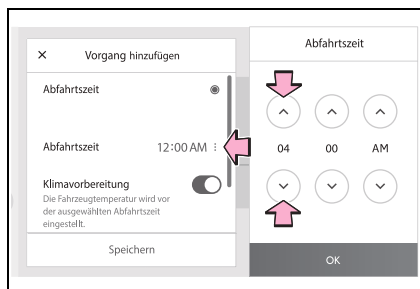 × Vorgang hinzufügen
Abfahrtszeit
Abfahrtszeit 12:00 AM
Klimavorbereitung
Die Fahrzeugtemperatur wird vor
der ausgewählten Abfahrtszeit
eingestellt.
Speichern
Abfahrtszeit
04 00 AM
OK